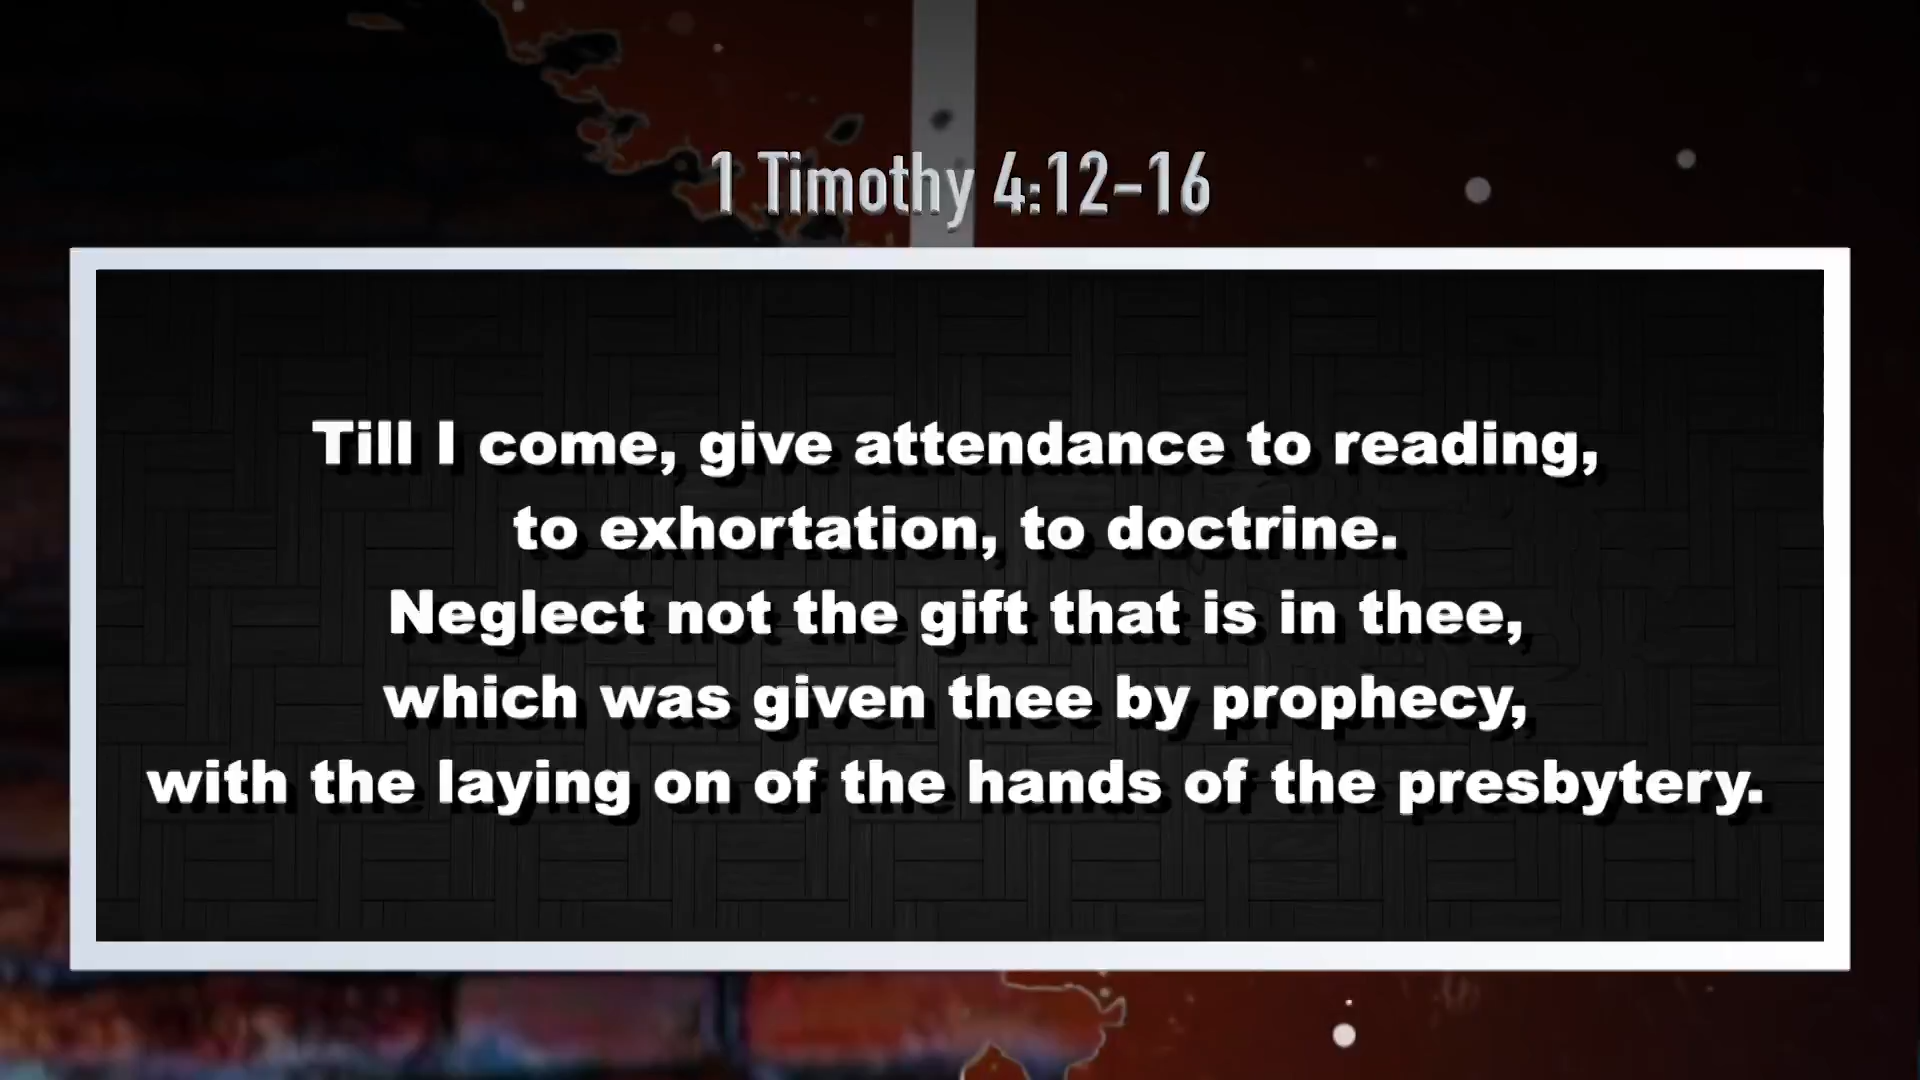 1 Timothy 4:12-16
Till I come, give attendance to reading,
to exhortation, to doctrine.
Neglect not the gift that is in thee,
which was given thee by prophecy,
with the laying on of the hands of the presbytery.